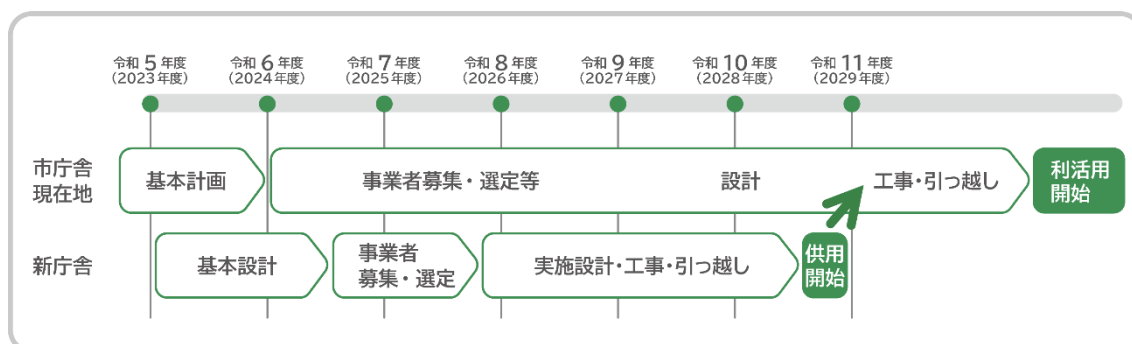 令和5年度 令和6年度 令和7年度 令和8年度 令和9年度 令和10年度 令和11年度
(2023年度) (2024年度) (2025年度) (2026年度) (2027年度) (2028年度) (2029年度)
市庁舎
現在地
基本計画
事業者募集・選定等
設計
工事・引っ越し
利活用
開始
新庁舎
基本設計
事業者
募集・選定
実施設計・工事・引っ越し
供用
開始